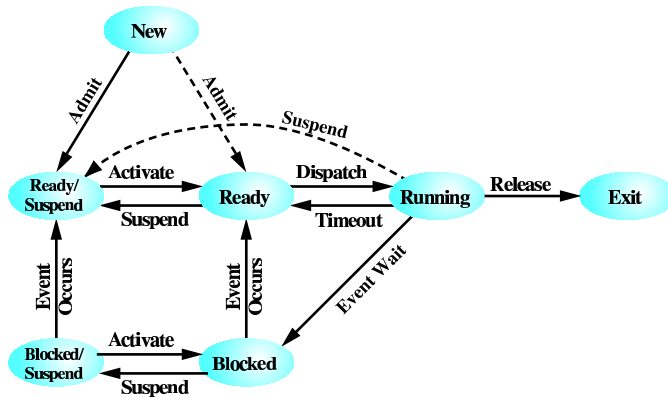 New
Admit
Admit
Suspend
Ready/
Suspend
Activate
Suspend
Ready
Dispatch
Timeout
Running
Release
Exit
Event
Occurs
Event
Occurs
Event Wait
Blocked/
Suspend
Activate
Suspend
Blocked